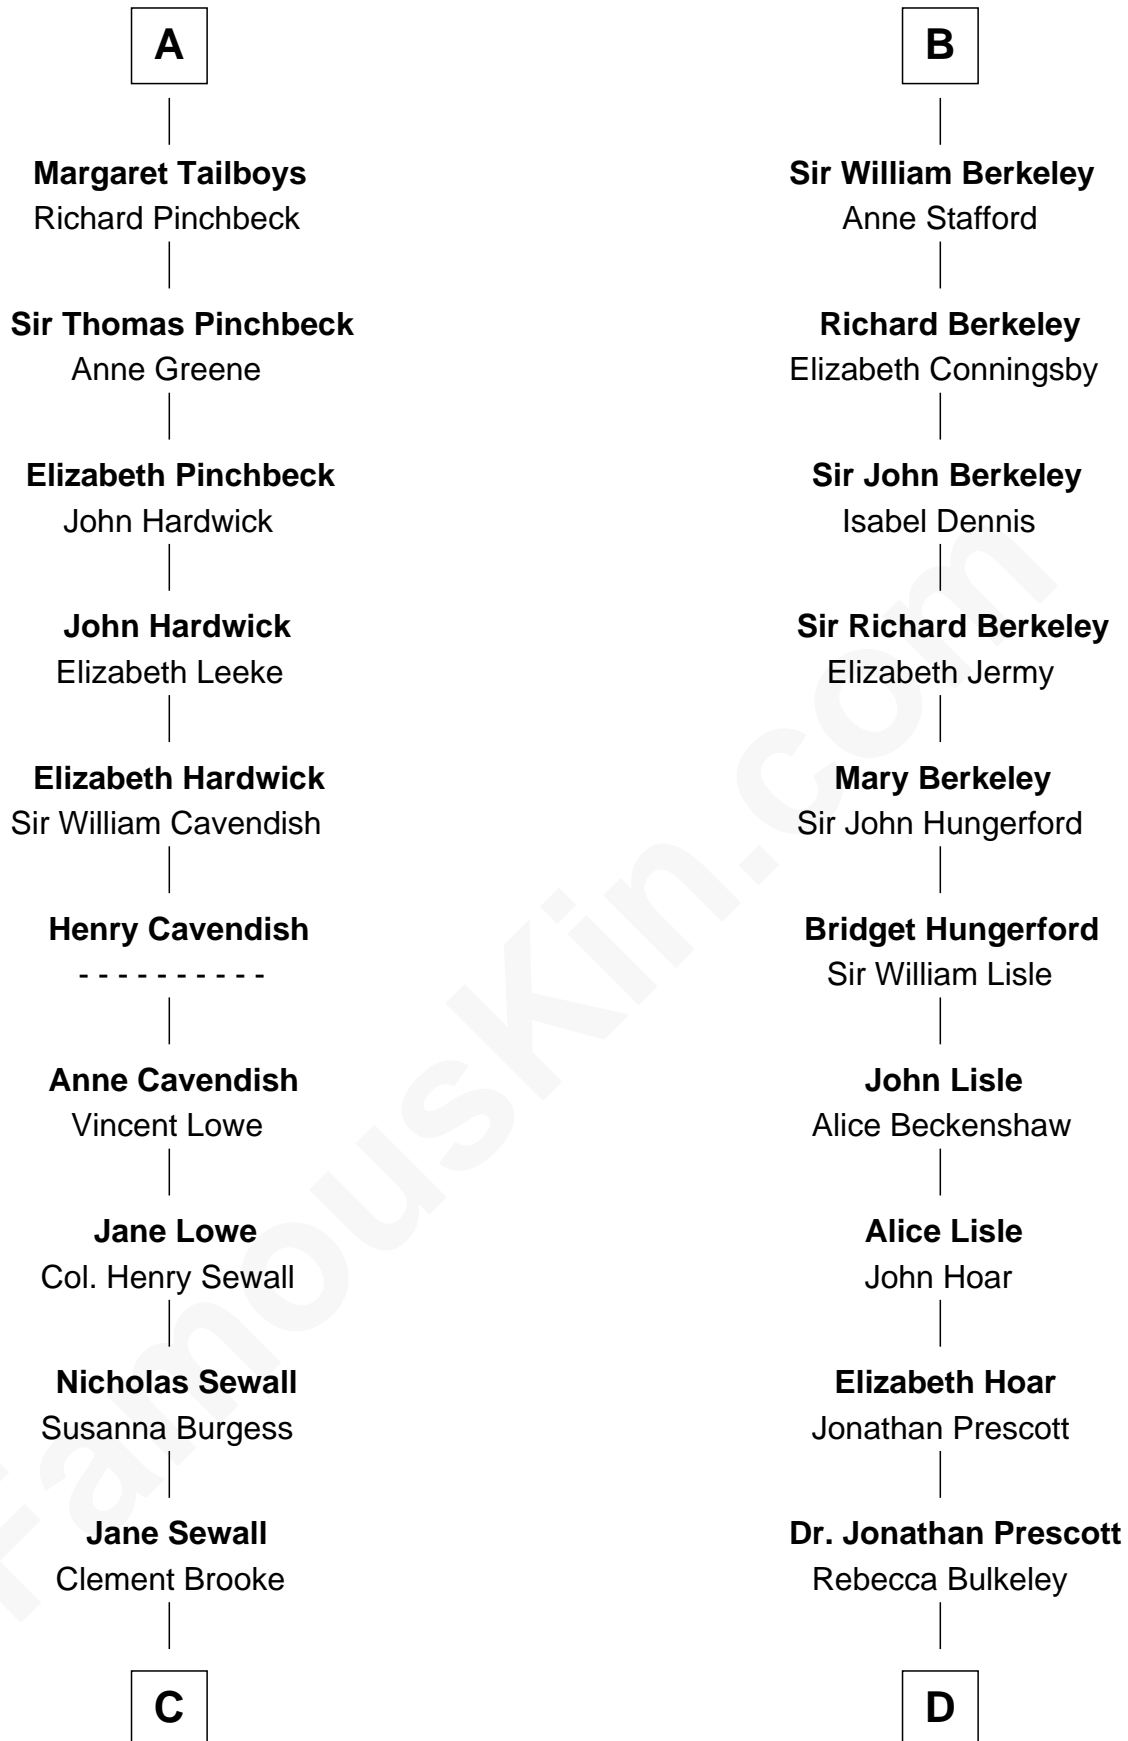 A
Margaret Tailboys
Richard Pinchbeck
Sir Thomas Pinchbeck
Anne Greene
Elizabeth Pinchbeck
John Hardwick
John Hardwick
Elizabeth Leeke
Elizabeth Hardwick
Sir William Cavendish
Henry Cavendish
- - - - - - - - - -
Anne Cavendish
Vincent Lowe
Jane Lowe
Col. Henry Sewall
Nicholas Sewall
Susanna Burgess
Jane Sewall
Clement Brooke
C
B
Sir William Berkeley
Anne Stafford
Richard Berkeley
Elizabeth Conningsby
Sir John Berkeley
Isabel Dennis
Sir Richard Berkeley
Elizabeth Jermy
Mary Berkeley
Sir John Hungerford
Bridget Hungerford
Sir William Lisle
John Lisle
Alice Beckenshaw
Alice Lisle
John Hoar
Elizabeth Hoar
Jonathan Prescott
Dr. Jonathan Prescott
Rebecca Bulkeley
D
FamousKin.com